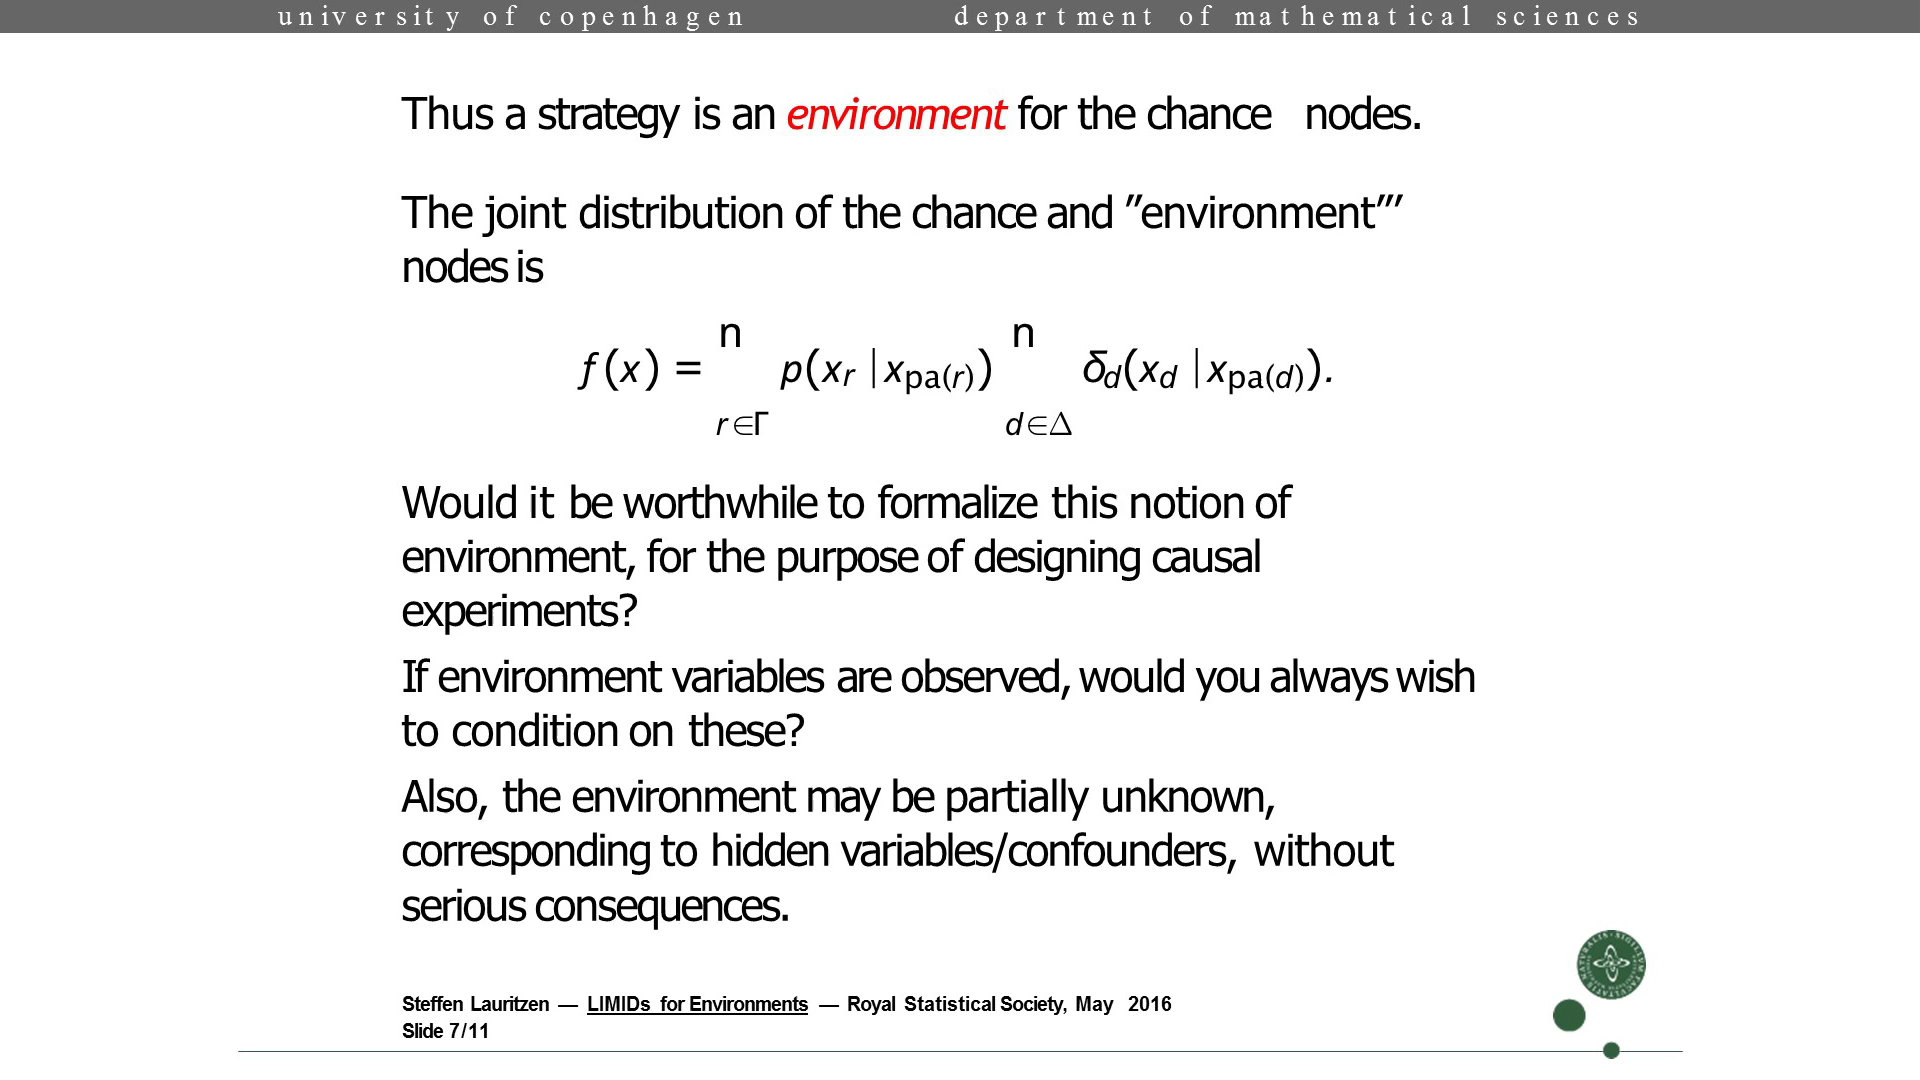 university of copenhagen department of mathematical sciences
Thus a strategy is an environment for the chance nodes.
The joint distribution of the chance and ”environment”’
nodes is
n n
f(x) = p(xr |xpa(r)) δd(xd |xpa(d)).
r∈Γ d∈∆
Would it be worthwhile to formalize this notion of
environment, for the purpose of designing causal
experiments?
If environment variables are observed, would you always wish
to condition on these?
Also, the environment may be partially unknown,
corresponding to hidden variables/confounders, without
serious consequences.
Steffen Lauritzen — LIMIDs for Environments — Royal Statistical Society, May 2016
Slide 7/11